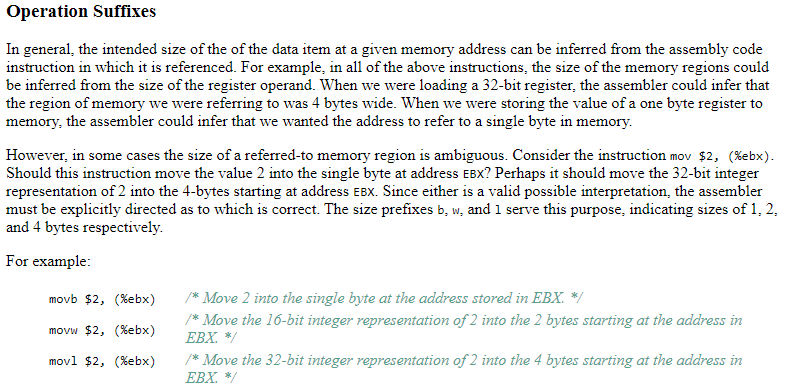 Operation Suffixes
In general, the intended size of the of the data item at a given memory address can be inferred from the assembly code
instruction in which it is referenced. For example, in all of the above instructions, the size of the memory regions could
be inferred from the size of the register operand. When we were loading a 32-bit register, the assembler could infer that
the region of memory we were referring to was 4 bytes wide. When we were storing the value of a one byte register to
memory, the assembler could infer that we wanted the address to refer to a single byte in memory.
However, in some cases the size of a referred-to memory region is ambiguous. Consider the instruction mov $2, (%ebx).
Should this instruction move the value 2 into the single byte at address EBX? Perhaps it should move the 32-bit integer
representation of 2 into the 4-bytes starting at address EBX. Since either is a valid possible interpretation, the assembler
must be explicitly directed as to which is correct. The size prefixes b, w, and l serve this purpose, indicating sizes of 1, 2,
and 4 bytes respectively.
For example:
movb $2, (%ebx) /* Move 2 into the single byte at the address stored in EBX. */
movw $2, (%ebx) /* Move the 16-bit integer representation of 2 into the 2 bytes starting at the address in
EBX. */
movl $2, (%ebx) /* Move the 32-bit integer representation of 2 into the 4 bytes starting at the address in
EBX. */